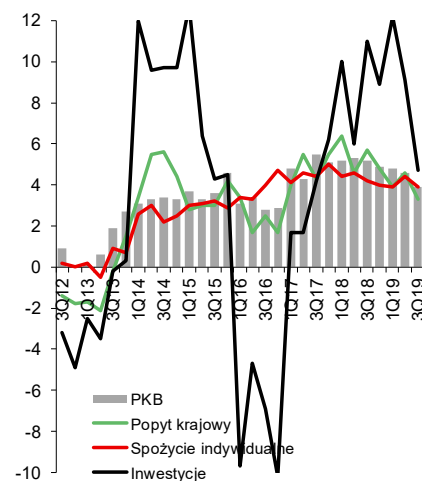 12
10
8
6
4
2
0
-2
-4
-6
-8
-10
3Q12
1Q13
3Q13
1Q14
3Q14
1Q15
3Q15
1Q16
3Q16
1Q17
3Q17
1Q18
3Q18
1Q19
3Q19
PKB
Popyt krajowy
Spożycie indywidualne
Inwestycje